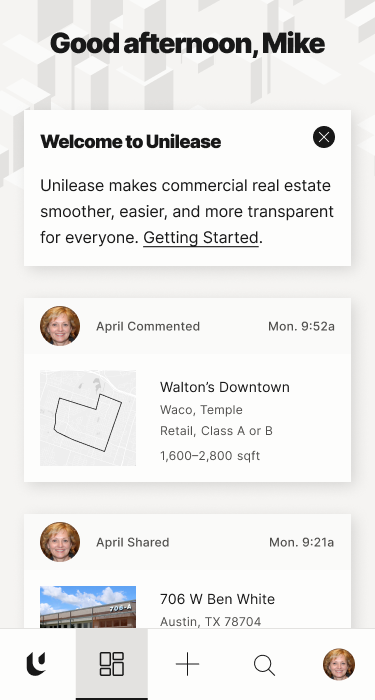 Good afternoon, Mike
Welcome to Unilease
Unilease makes commercial real estate
smoother, easier, and more transparent
for everyone. Getting Started.
April Commented
Mon. 9:52a
Walton’s Downtown
Waco, Temple
Retail, Class A or B
1,600–2,800 sqft
April Shared
Mon. 9:21a
706-A
706 W Ben White
Austin, TX 78704